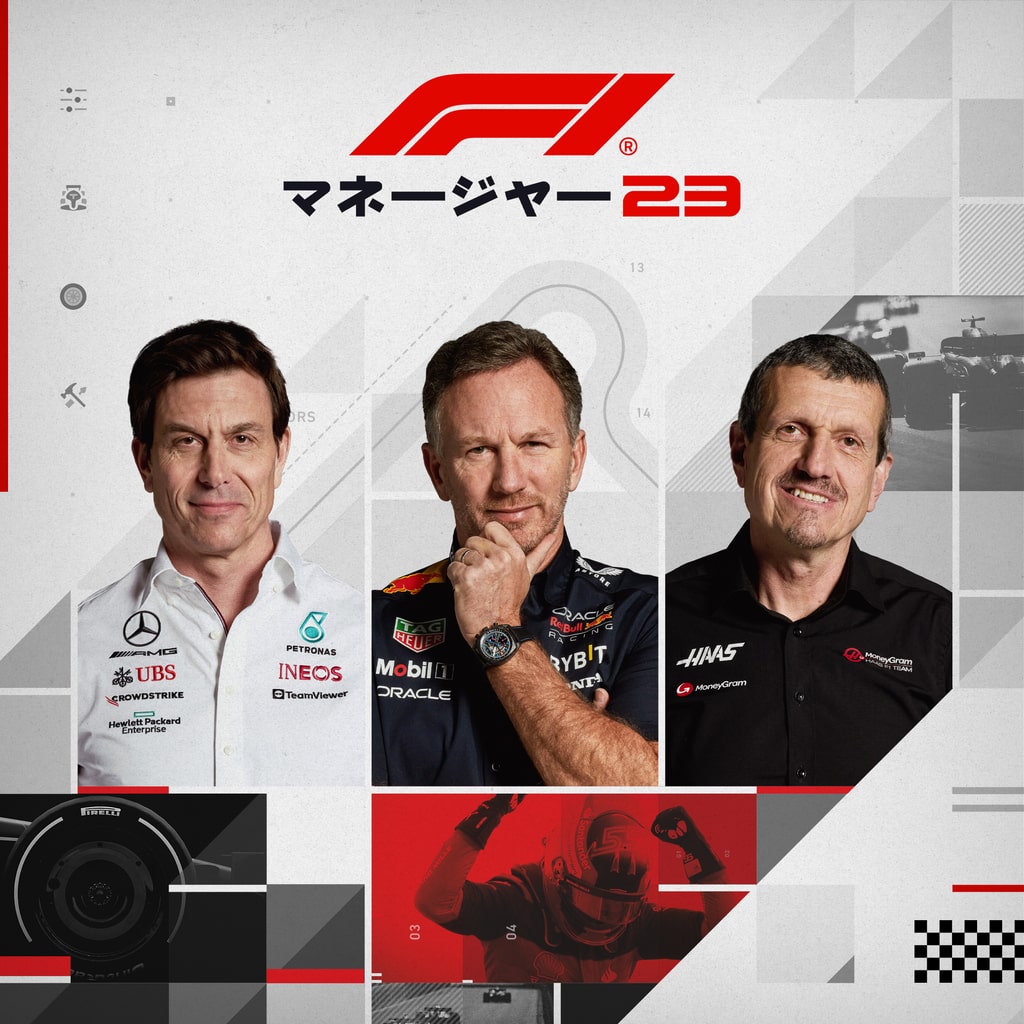 F1®
マネージャー23
13
ORS
14
AMG
UBS
CROWDSTRIKE
Hewlett Packard
Enterprise
PETRONAS
INEOS
TeamViewer
TAG
HEUER
Mobil 1
ORACLE
ORACLE
Red Bull
RACING
BYBIT
HAAS
MoneyGram
MoneyGram
HAAS F1 TEAM
PIRELLI
03
04
01
02